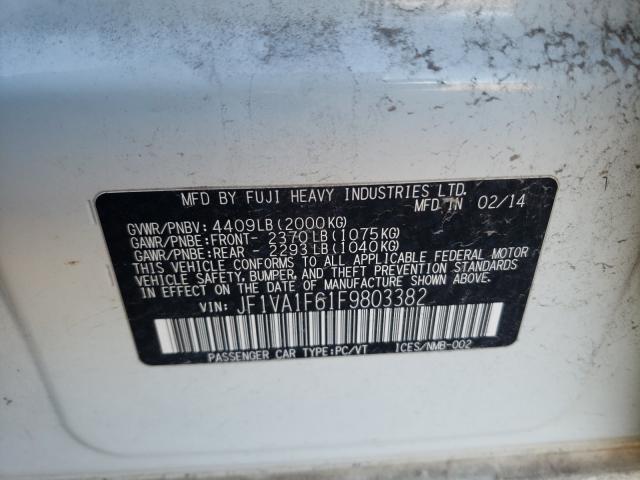 MFD BY FUJI HEAVY INDUSTRIES LTD.
MFD IN 02/14
GVWR/PNBV: 4409LB(2000KG)
GAWR/PNBE:FRONT- 2370LB(1075KG)
GAWR/PNBE:REAR - 2293LB(1040KG)
THIS VEHICLE CONFORMS TO ALL APPLICABLE FEDERAL MOTOR
VEHICLE SAFETY, BUMPER, AND THEFT PREVENTION STANDARDS
IN EFFECT ON THE DATE OF MANUFACTURE SHOWN ABOVE.
VIN: JF1VA1F61F9803382
PASSENGER CAR TYPE:PC/VT ICES/NMB-002